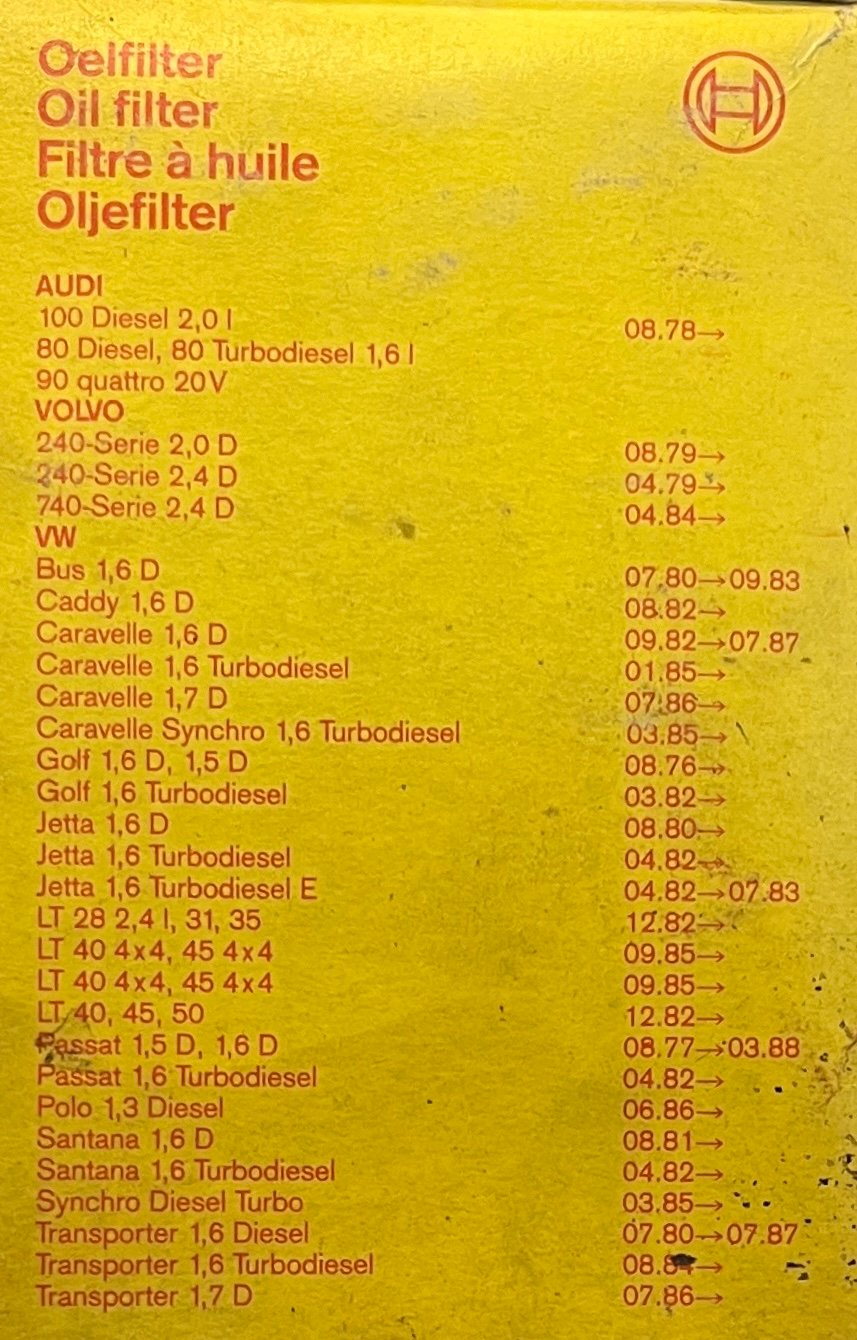 Oelfilter
Oil filter
Filtre à huile
Oljefilter
AUDI
100 Diesel 2,0 l 08.78→
80 Diesel, 80 Turbodiesel 1,6 l
90 quattro 20V
VOLVO
240-Serie 2,0 D 08.79→
240-Serie 2,4 D 04.79→
740-Serie 2,4 D 04.84→
VW
Bus 1,6 D 07.80→09.83
Caddy 1,6 D 08.82→
Caravelle 1,6 D 09.82→07.87
Caravelle 1,6 Turbodiesel 01.85→
Caravelle 1,7 D 07.86→
Caravelle Synchro 1,6 Turbodiesel 03.85→
Golf 1,6 D, 1,5 D 08.76→
Golf 1,6 Turbodiesel 03.82→
Jetta 1,6 D 08.80→
Jetta 1,6 Turbodiesel 04.82→
Jetta 1,6 Turbodiesel E 04.82→07.83
LT 28 2,4 l, 31, 35 12.82→
LT 40 4x4, 45 4x4 09.85→
LT 40 4x4, 45 4x4 09.85→
LT 40, 45, 50 12.82→
Passat 1,5 D, 1,6 D 08.77→03.88
Passat 1,6 Turbodiesel 04.82→
Polo 1,3 Diesel 06.86→
Santana 1,6 D 08.81→
Santana 1,6 Turbodiesel 04.82→
Synchro Diesel Turbo 03.85→
Transporter 1,6 Diesel 07.80→07.87
Transporter 1,6 Turbodiesel
Transporter 1,7 D 07.86→